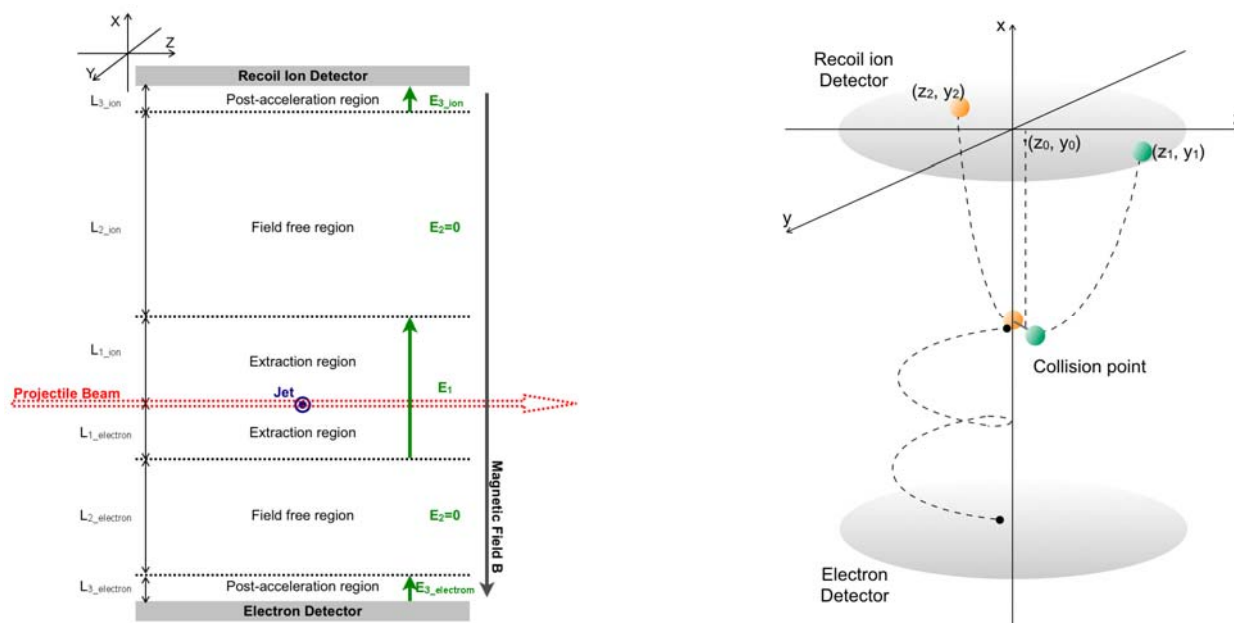 X
Z
Y
Recoil Ion Detector
L3_ion
Post-acceleration region
E3_ion
L2_ion
Field free region
E2=0
L1_ion
Extraction region
E1
Projectile Beam
Jet
L1_electron
Extraction region
L2_electron
Field free region
E2=0
Magnetic Field B
L3_electron
Post-acceleration region
E3_electrom
Electron Detector
x
Recoil Ion
Detector
(z2, y2)
(z0, y0)
(z1, y1)
y
Collision point
Electron
Detector